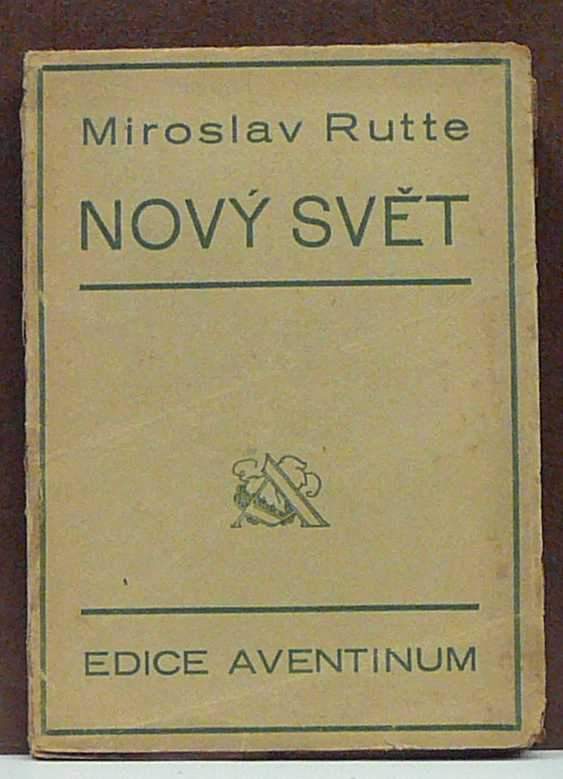 Miroslav Rutte
NOVÝ SVĚT
A
EDICE AVENTINUM